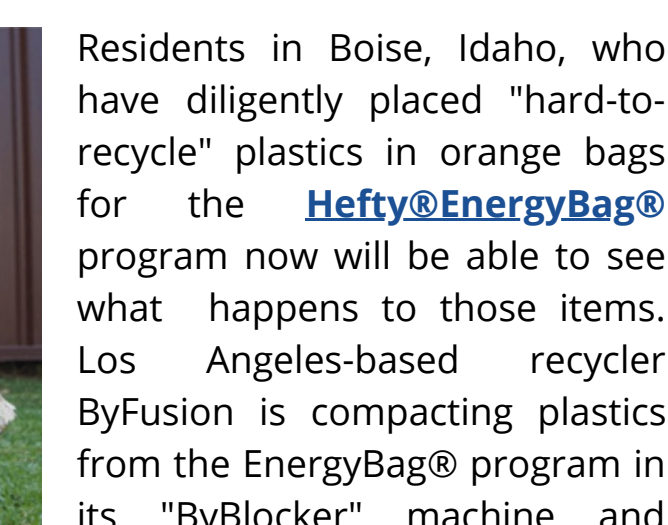 Residents in Boise, Idaho, who
have diligently placed "hard-to-
recycle" plastics in orange bags
for the Hefty®EnergyBag®
program now will be able to see
what happens to those items.
Los Angeles-based recycler
ByFusion is compacting plastics
from the EnergyBag® program in
its "ByBlocker" machine and